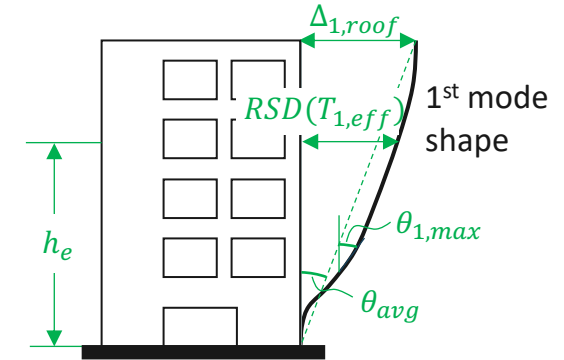 Δ₁,roof
RSD(T₁,eff)
1st mode
shape
hₑ
θ₁,max
θavg